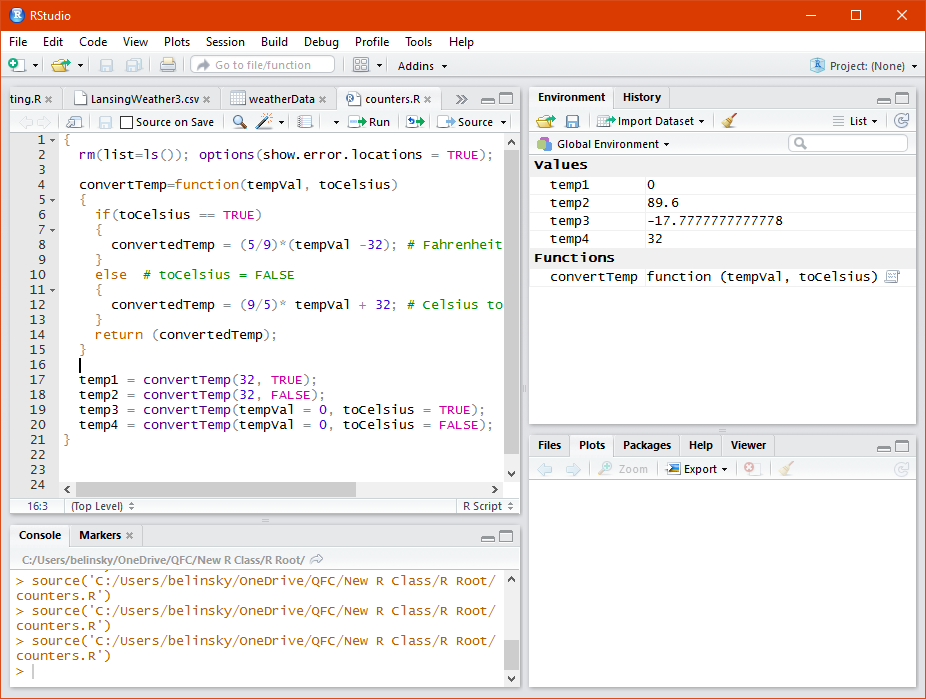 RStudio
File Edit Code View Plots Session Build Debug Profile Tools Help
Go to file/function Addins Project: (None)
ting.R LansingWeather3.csv weatherData counters.R
Source on Save Run Source
1 {
2 rm(list=ls()); options(show.error.locations = TRUE);
3
4 convertTemp=function(tempVal, toCelsius)
5 {
6 if(toCelsius == TRUE)
7 {
8 convertedTemp = (5/9)*(tempVal -32); # Fahrenheit
9 }
10 else # toCelsius = FALSE
11 {
12 convertedTemp = (9/5)* tempVal + 32; # Celsius to
13 }
14 return (convertedTemp);
15 }
16
17 temp1 = convertTemp(32, TRUE);
18 temp2 = convertTemp(32, FALSE);
19 temp3 = convertTemp(tempVal = 0, toCelsius = TRUE);
20 temp4 = convertTemp(tempVal = 0, toCelsius = FALSE);
21 }
22
23
24
16:3 (Top Level) R Script
Console Markers
C:/Users/belinsky/OneDrive/QFC/New R Class/R Root/
> source('C:/Users/belinsky/OneDrive/QFC/New R Class/R Root/
counters.R')
> source('C:/Users/belinsky/OneDrive/QFC/New R Class/R Root/
counters.R')
> source('C:/Users/belinsky/OneDrive/QFC/New R Class/R Root/
counters.R')
>
Environment History
Import Dataset List
Global Environment
Values
temp1 0
temp2 89.6
temp3 -17.7777777777778
temp4 32
Functions
convertTemp function (tempVal, toCelsius)
Files Plots Packages Help Viewer
Zoom Export